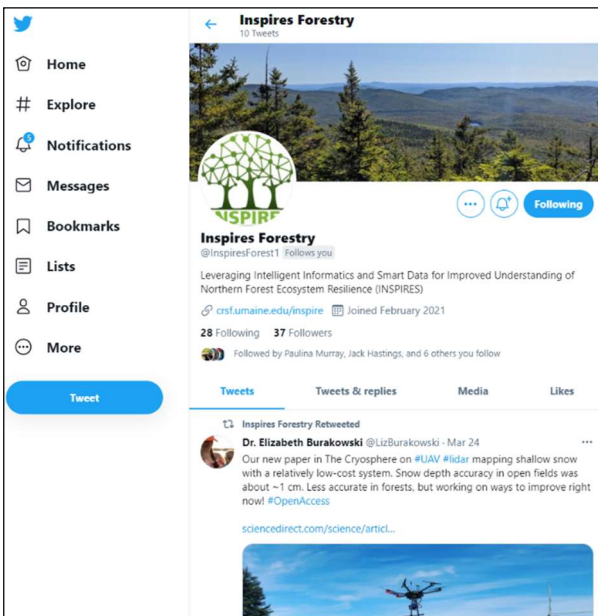 Inspires Forestry
10 Tweets
Home
Explore
5
Notifications
Messages
Bookmarks
Lists
Profile
More
Tweet
INSPIRE
Following
Inspires Forestry
@InspiresForest1 Follows you
Leveraging Intelligent Informatics and Smart Data for Improved Understanding of
Northern Forest Ecosystem Resilience (INSPIRES)
crsf.umaine.edu/inspire Joined February 2021
28 Following 37 Followers
Followed by Paulina Murray, Jack Hastings, and 6 others you follow
Tweets Tweets & replies Media Likes
Inspires Forestry Retweeted
Dr. Elizabeth Burakowski @LizBurakowski · Mar 24
Our new paper in The Cryosphere on #UAV #lidar mapping shallow snow
with a relatively low-cost system. Snow depth accuracy in open fields was
about ~1 cm. Less accurate in forests, but working on ways to improve right
now! #OpenAccess
sciencedirect.com/science/articl...